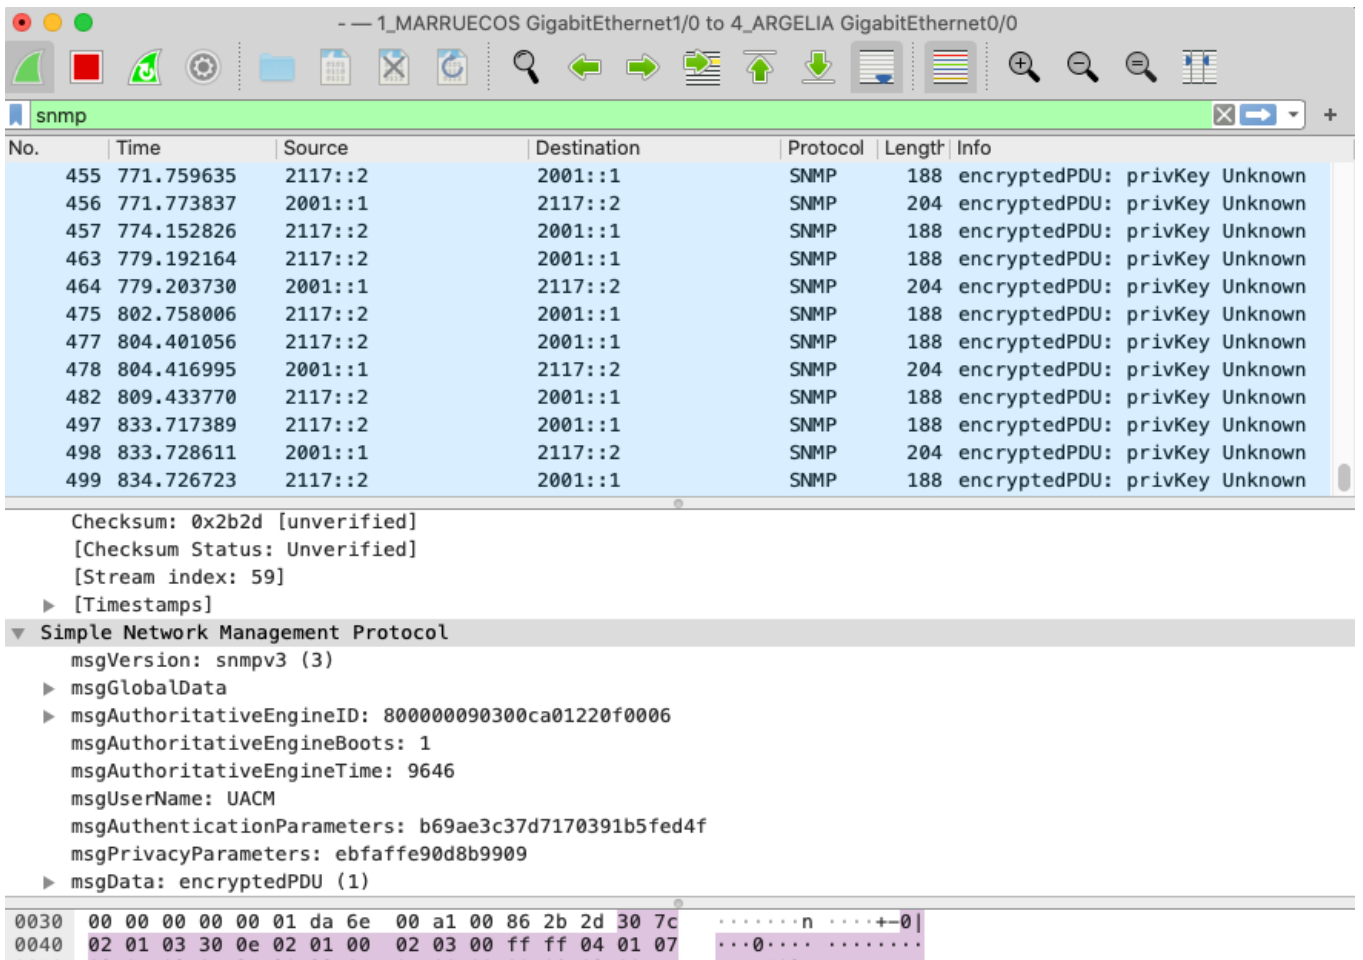 - — 1_MARRUECOS GigabitEthernet1/0 to 4_ARGELIA GigabitEthernet0/0
snmp
No. Time Source Destination Protocol Length Info
455 771.759635 2117::2 2001::1 SNMP 188 encryptedPDU: privKey Unknown
456 771.773837 2001::1 2117::2 SNMP 204 encryptedPDU: privKey Unknown
457 774.152826 2117::2 2001::1 SNMP 188 encryptedPDU: privKey Unknown
463 779.192164 2117::2 2001::1 SNMP 188 encryptedPDU: privKey Unknown
464 779.203730 2001::1 2117::2 SNMP 204 encryptedPDU: privKey Unknown
475 802.758006 2117::2 2001::1 SNMP 188 encryptedPDU: privKey Unknown
477 804.401056 2117::2 2001::1 SNMP 188 encryptedPDU: privKey Unknown
478 804.416995 2001::1 2117::2 SNMP 204 encryptedPDU: privKey Unknown
482 809.433770 2117::2 2001::1 SNMP 188 encryptedPDU: privKey Unknown
497 833.717389 2117::2 2001::1 SNMP 188 encryptedPDU: privKey Unknown
498 833.728611 2001::1 2117::2 SNMP 204 encryptedPDU: privKey Unknown
499 834.726723 2117::2 2001::1 SNMP 188 encryptedPDU: privKey Unknown
Checksum: 0x2b2d [unverified]
[Checksum Status: Unverified]
[Stream index: 59]
[Timestamps]
Simple Network Management Protocol
msgVersion: snmpv3 (3)
msgGlobalData
msgAuthoritativeEngineID: 800000090300ca01220f0006
msgAuthoritativeEngineBoots: 1
msgAuthoritativeEngineTime: 9646
msgUserName: UACM
msgAuthenticationParameters: b69ae3c37d7170391b5fed4f
msgPrivacyParameters: ebfaffe90d8b9909
msgData: encryptedPDU (1)
0030 00 00 00 00 00 01 da 6e 00 a1 00 86 2b 2d 30 7c ·······n ····+-0|
0040 02 01 03 30 0e 02 01 00 02 03 00 ff ff 04 01 07 ···0···· ········